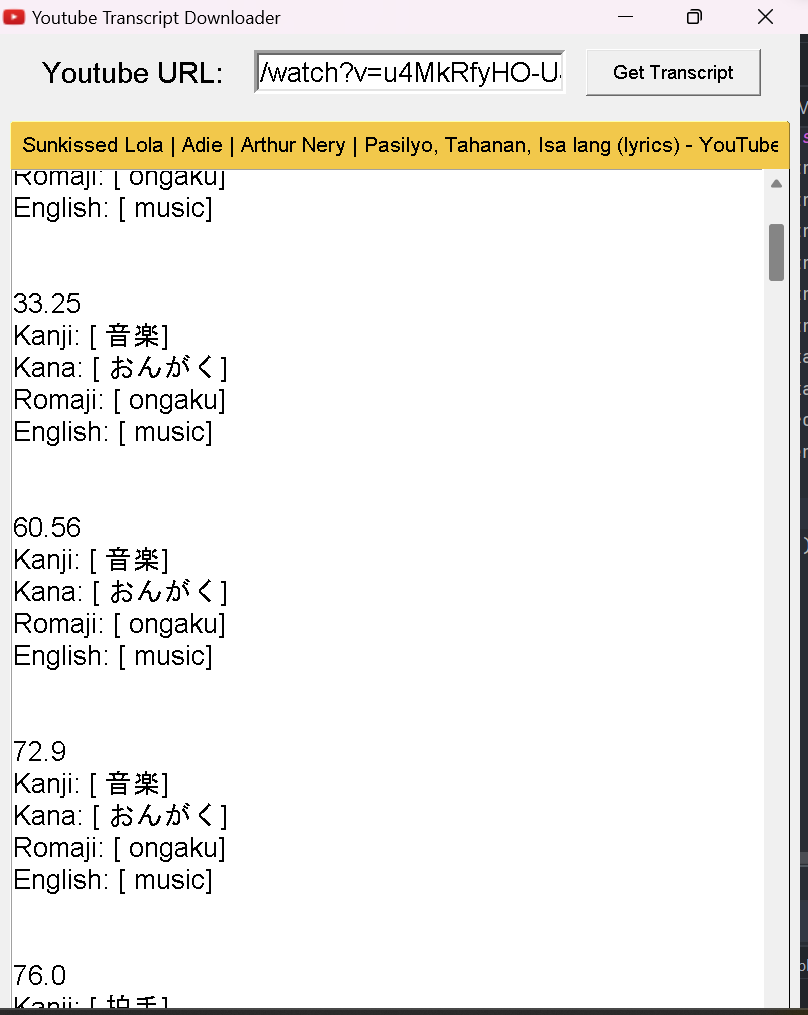 Youtube Transcript Downloader
Youtube URL: /watch?v=u4MkRfyHO-U Get Transcript
Sunkissed Lola | Adie | Arthur Nery | Pasilyo, Tahanan, Isa lang (lyrics) - YouTube
Romaji: [ ongaku]
English: [ music]
33.25
Kanji: [ 音楽]
Kana: [ おんがく]
Romaji: [ ongaku]
English: [ music]
60.56
Kanji: [ 音楽]
Kana: [ おんがく]
Romaji: [ ongaku]
English: [ music]
72.9
Kanji: [ 音楽]
Kana: [ おんがく]
Romaji: [ ongaku]
English: [ music]
76.0
Kanji: [ 拍手]